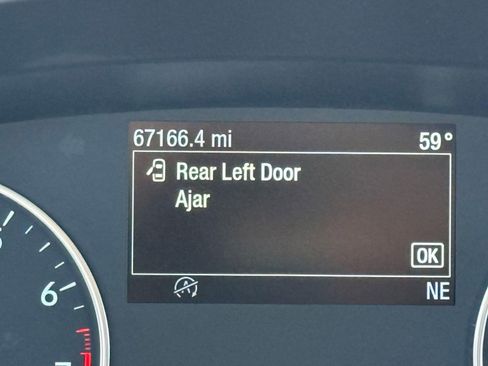 67166.4 mi 59°
Rear Left Door
Ajar
OK
NE
6